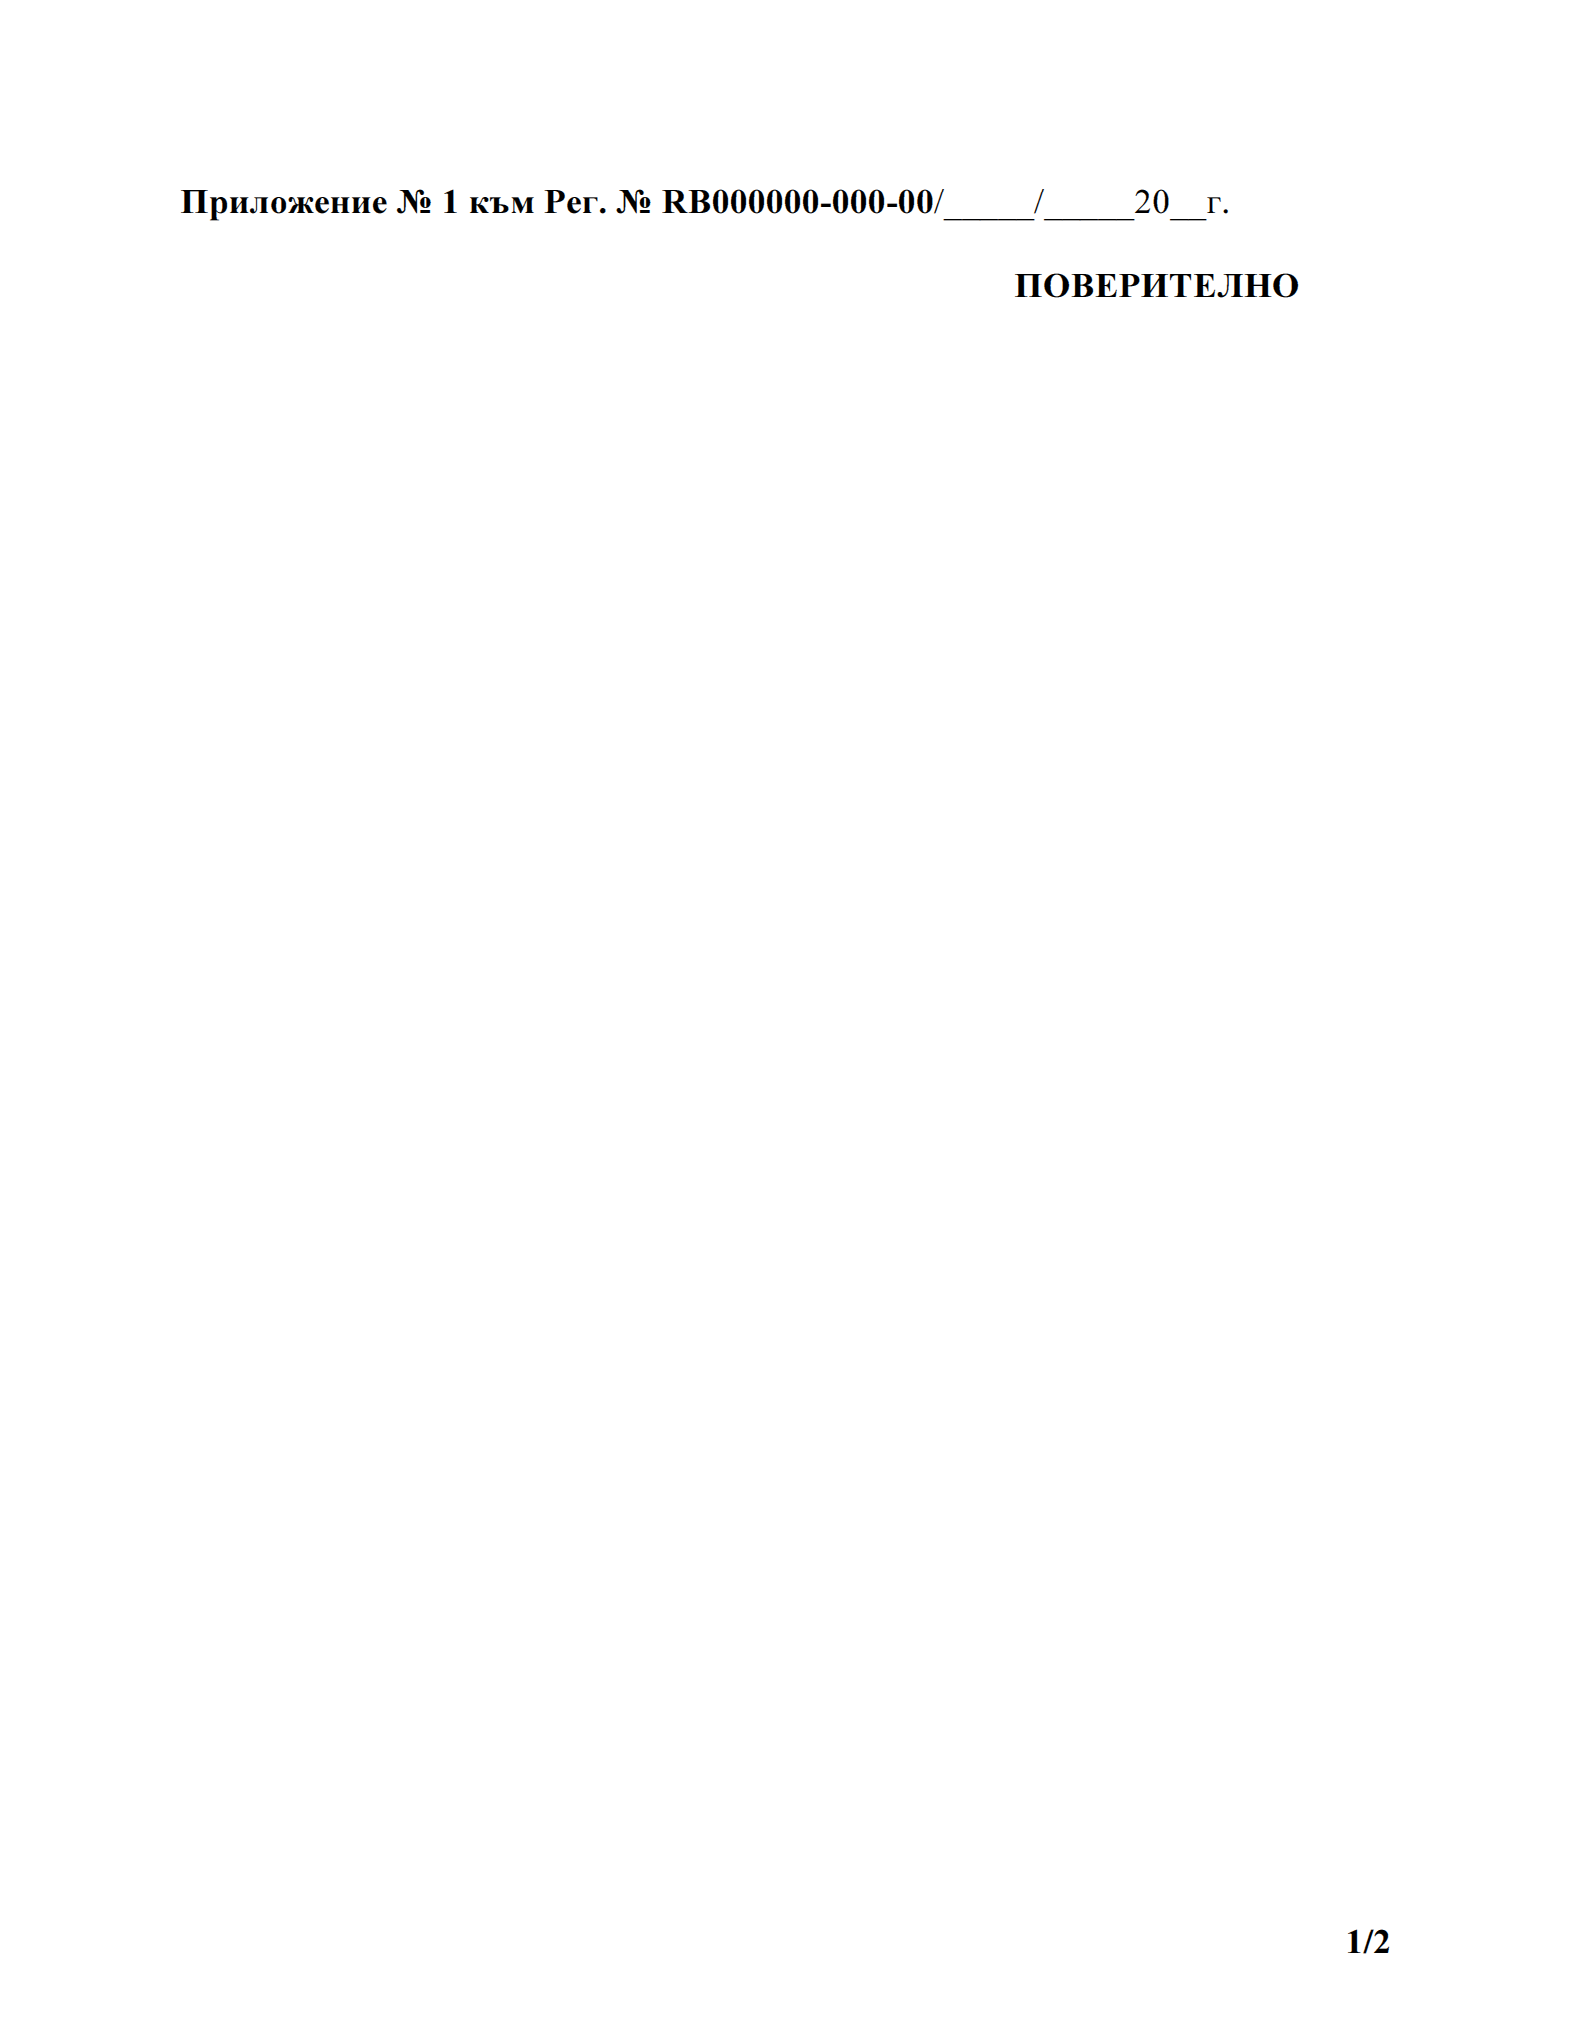 Приложение № 1 към Рег. № RB000000-000-00/_____/_____20__г.
ПОВЕРИТЕЛНО
1/2